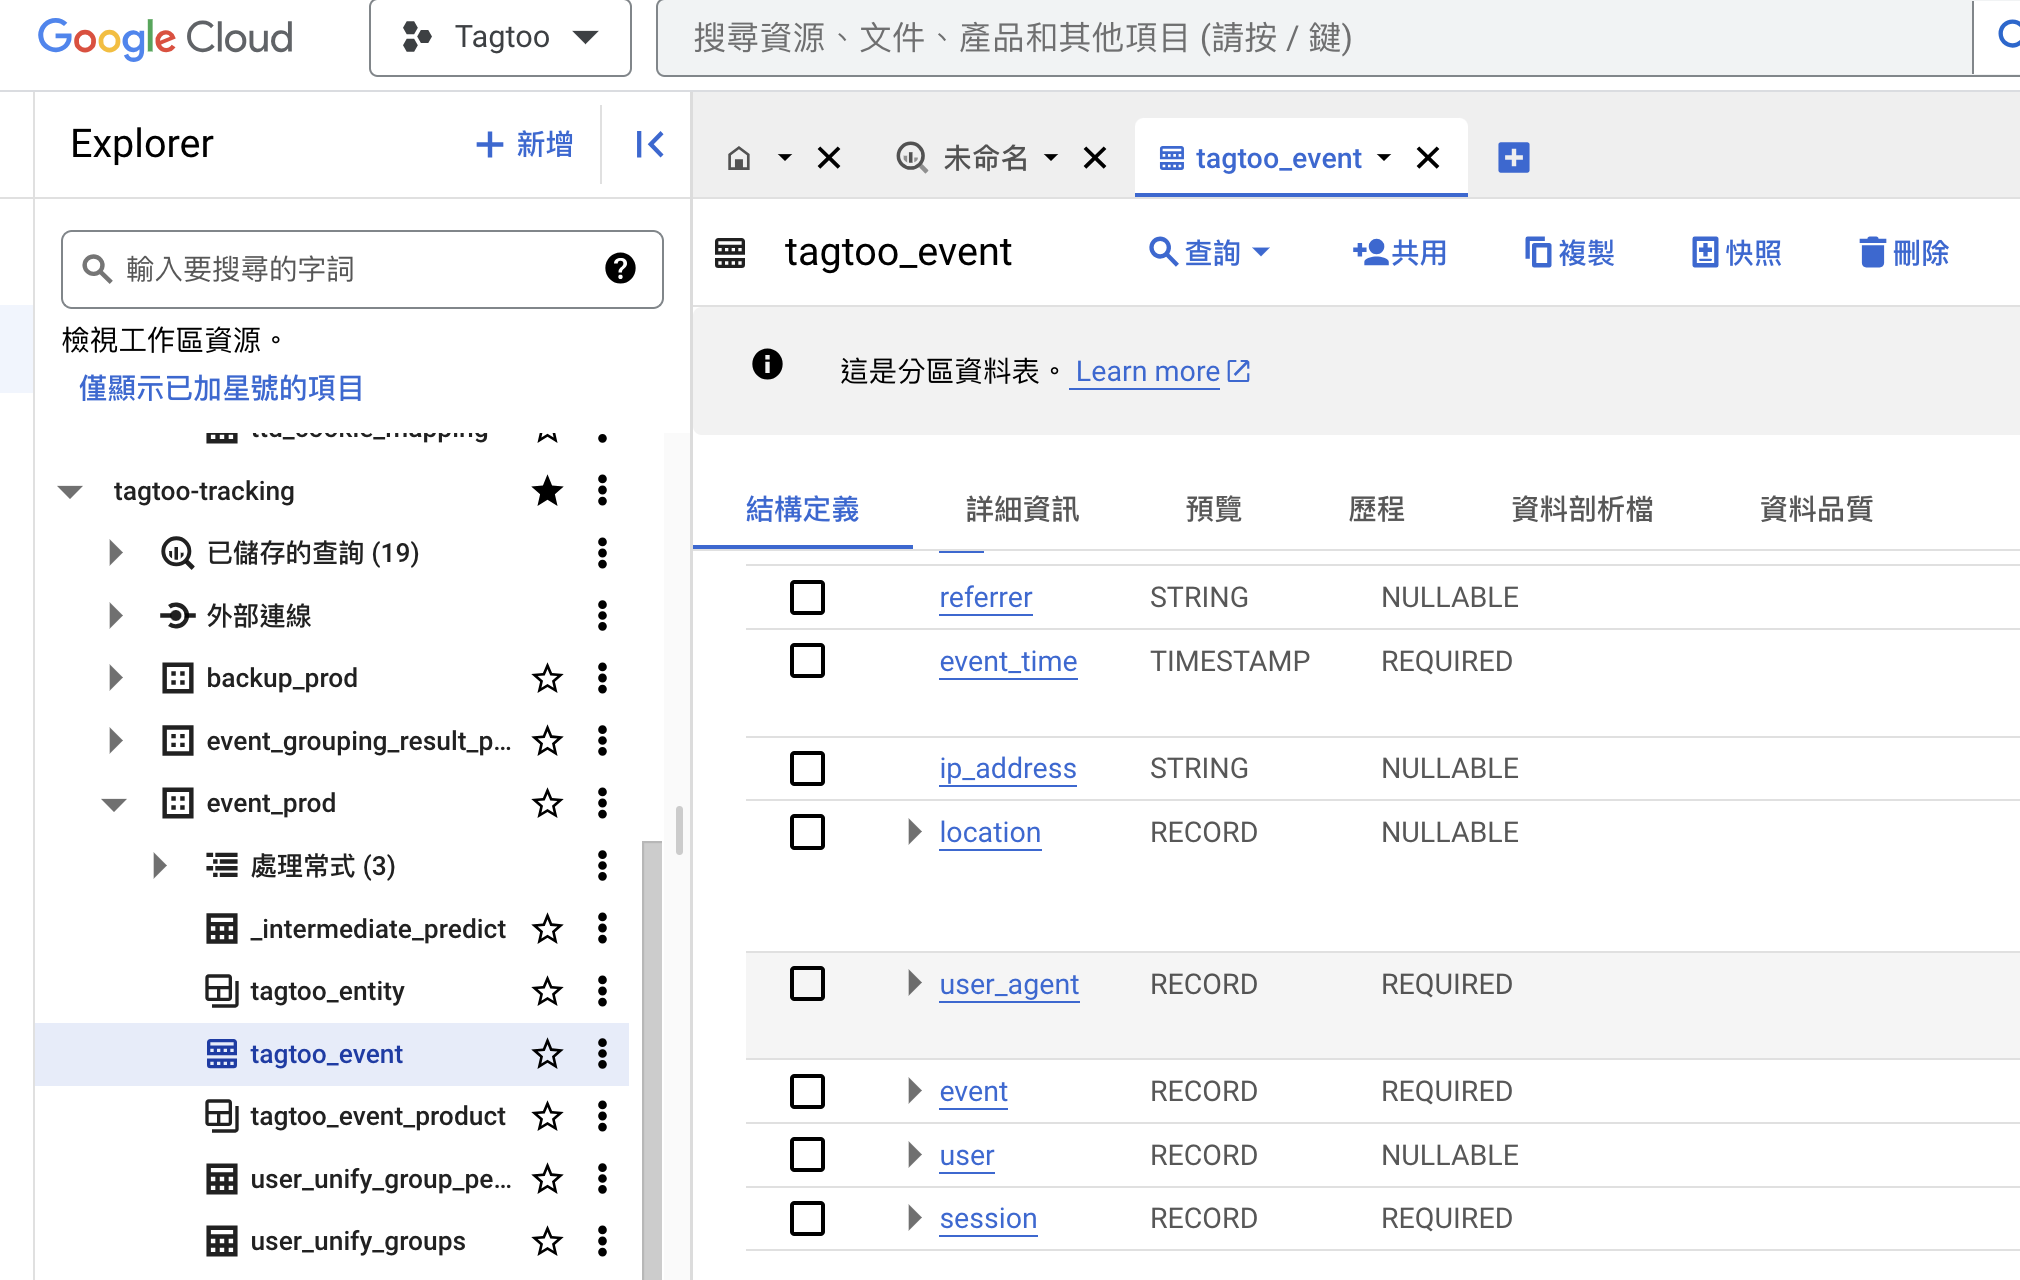 Google Cloud
Tagtoo
搜尋資源、文件、產品和其他項目 (請按 / 鍵)
Explorer
新增
未命名
tagtoo_event
輸入要搜尋的字詞
檢視工作區資源。
僅顯示已加星號的項目
ttd_cookie_mapping
tagtoo-tracking
已儲存的查詢 (19)
外部連線
backup_prod
event_grouping_result_p...
event_prod
處理常式 (3)
_intermediate_predict
tagtoo_entity
tagtoo_event
tagtoo_event_product
user_unify_group_pe...
user_unify_groups
tagtoo_event
查詢
共用
複製
快照
刪除
這是分區資料表。 Learn more
結構定義 詳細資訊 預覽 歷程 資料剖析檔 資料品質
referrer STRING NULLABLE
event_time TIMESTAMP REQUIRED
ip_address STRING NULLABLE
location RECORD NULLABLE
user_agent RECORD REQUIRED
event RECORD REQUIRED
user RECORD NULLABLE
session RECORD REQUIRED